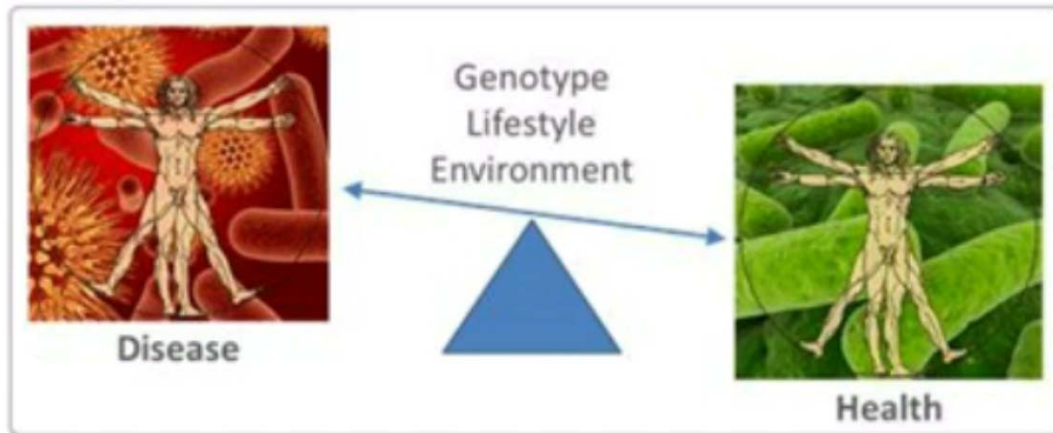 Genotype
Lifestyle
Environment
Disease
Health